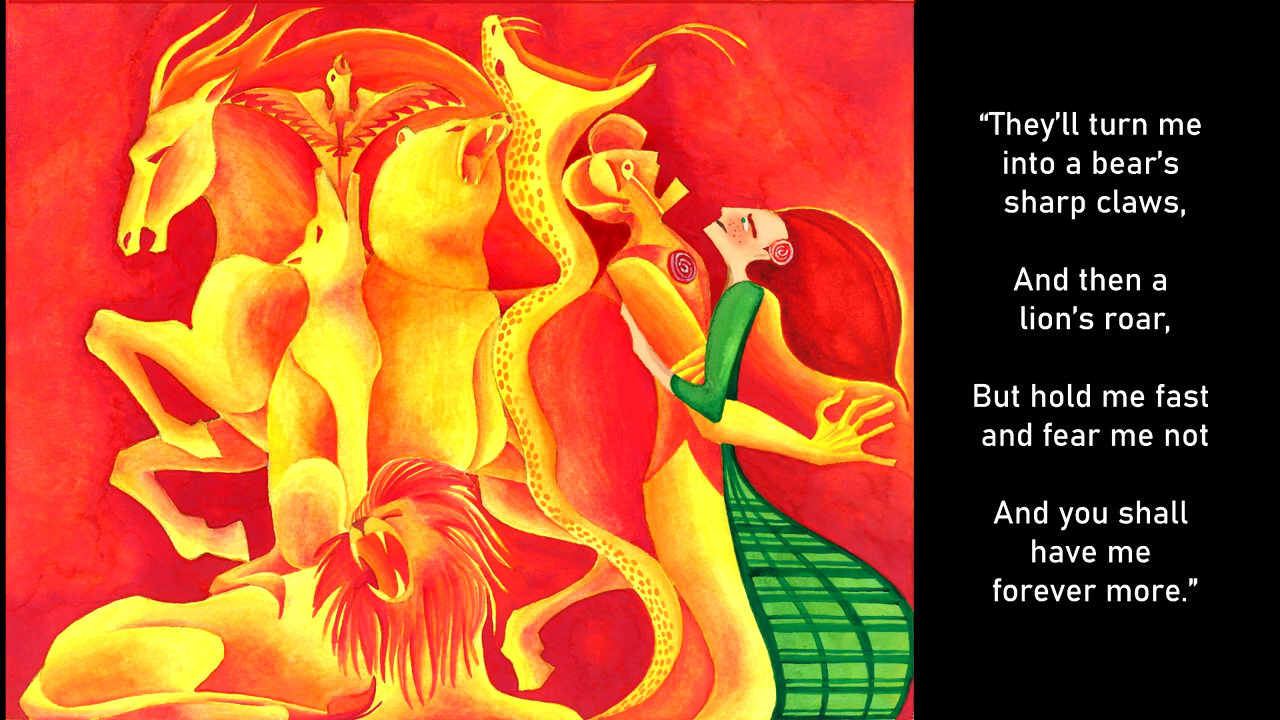 “They’ll turn me
into a bear’s
sharp claws,
And then a
lion’s roar,
But hold me fast
and fear me not
And you shall
have me
forever more.”